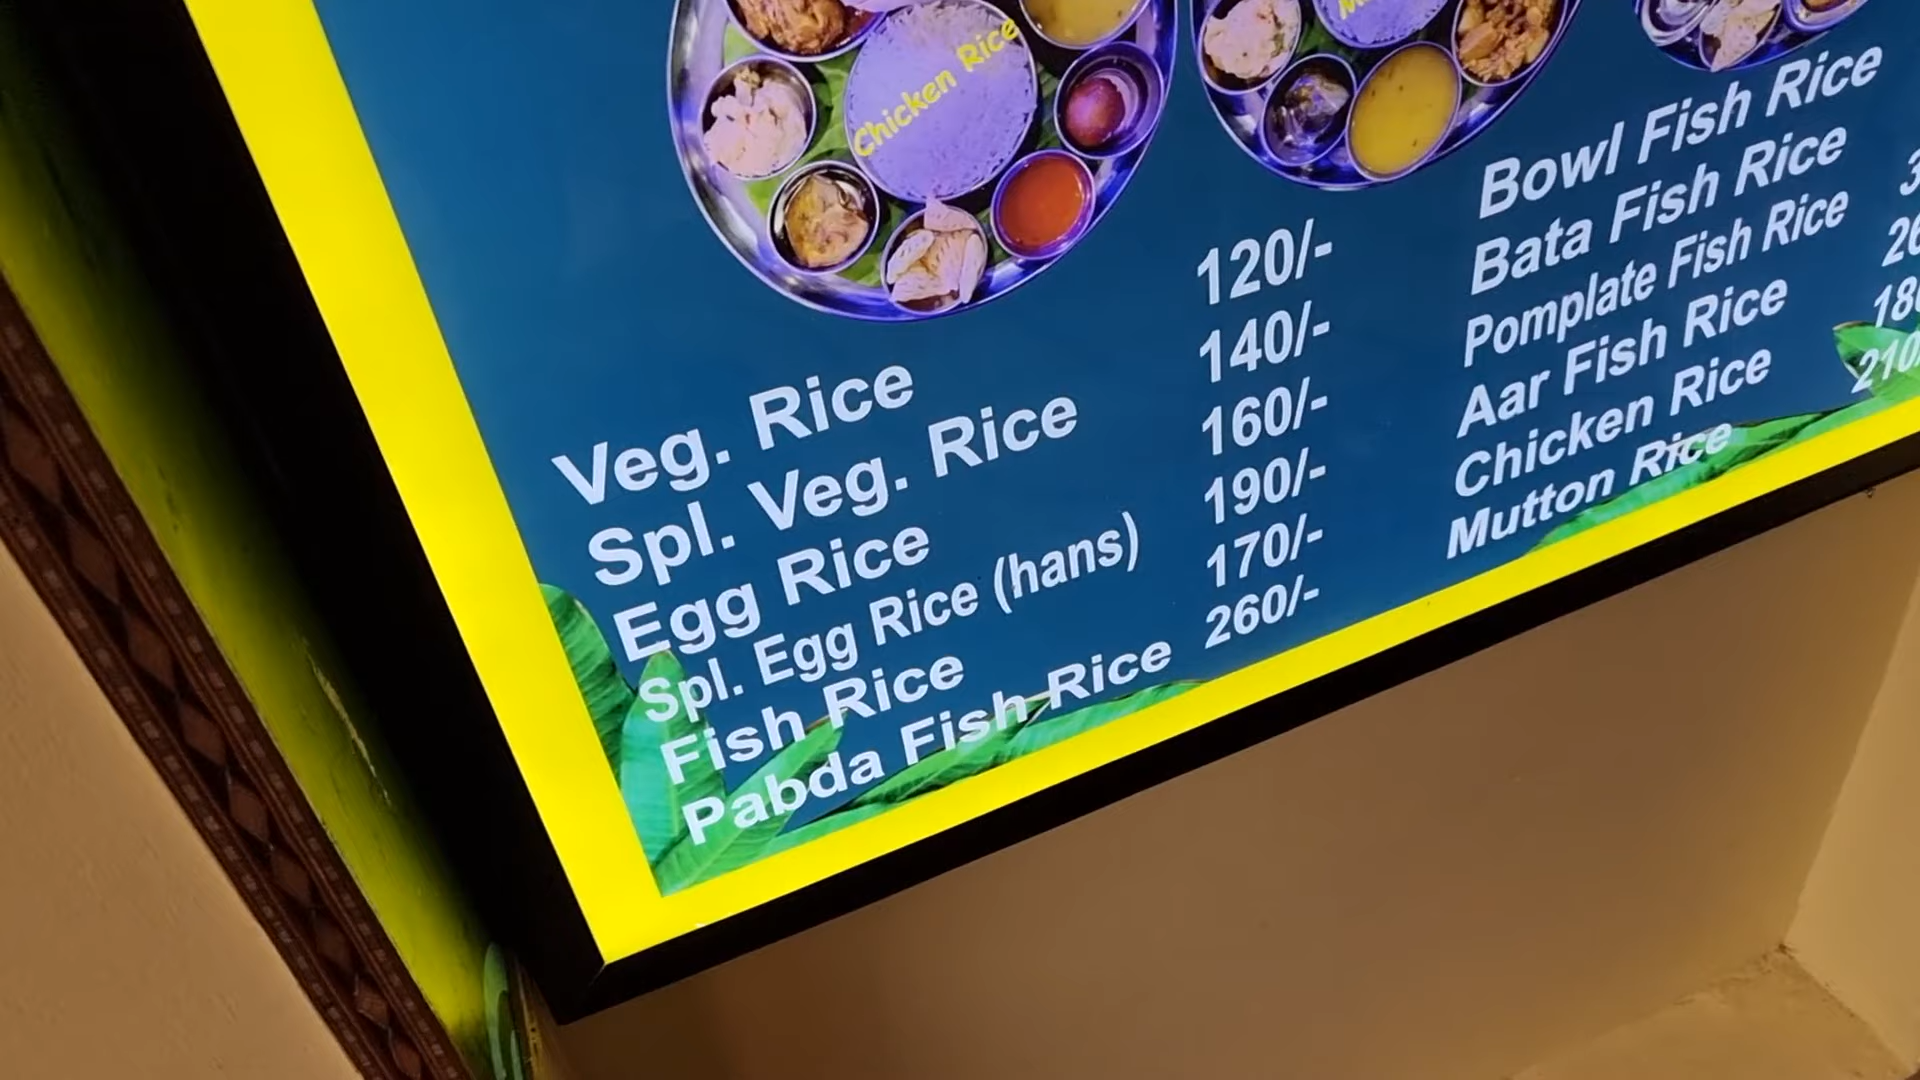 Chicken Rice
Veg. Rice 120/-
Spl. Veg. Rice 140/-
Egg Rice 160/-
Spl. Egg Rice (hans) 190/-
Fish Rice 170/-
Pabda Fish Rice 260/-
Bowl Fish Rice
Bata Fish Rice
Pomplate Fish Rice
Aar Fish Rice
Chicken Rice 180
Mutton Rice 210/